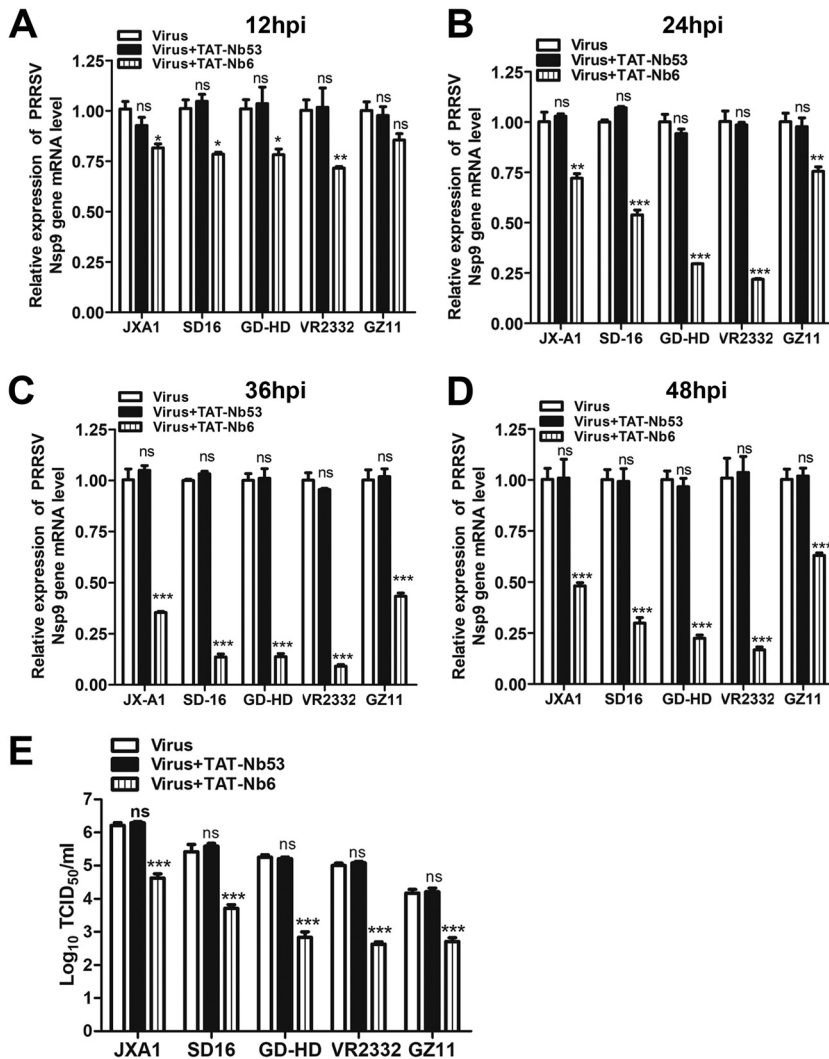 A
12hpi
Virus
Virus+TAT-Nb53
Virus+TAT-Nb6
Relative expression of PRRSV
Nsp9 gene mRNA level
1.25
1.00
0.75
0.50
0.25
0.00
ns
*
ns
*
ns
*
ns
**
ns
ns
JXA1 SD16 GD-HD VR2332 GZ11
B
24hpi
Virus
Virus+TAT-Nb53
Virus+TAT-Nb6
Relative expression of PRRSV
Nsp9 gene mRNA level
1.25
1.00
0.75
0.50
0.25
0.00
ns
**
ns
***
ns
***
ns
***
ns
**
JX-A1 SD-16 GD-HD VR2332 GZ11
C
36hpi
Virus
Virus+TAT-Nb53
Virus+TAT-Nb6
Relative expression of PRRSV
Nsp9 gene mRNA level
1.25
1.00
0.75
0.50
0.25
0.00
ns
***
ns
***
ns
***
ns
***
ns
***
JX-A1 SD-16 GD-HD VR2332 GZ11
D
48hpi
Virus
Virus+TAT-Nb53
Virus+TAT-Nb6
Relative expression of PRRSV
Nsp9 gene mRNA level
1.25
1.00
0.75
0.50
0.25
0.00
ns
***
ns
***
ns
***
ns
***
ns
***
JXA1 SD16 GD-HD VR2332 GZ11
E
Virus
Virus+TAT-Nb53
Virus+TAT-Nb6
Log10 TCID50/ml
7
6
5
4
3
2
1
0
ns
***
ns
***
ns
***
ns
***
ns
***
JXA1 SD16 GD-HD VR2332 GZ11